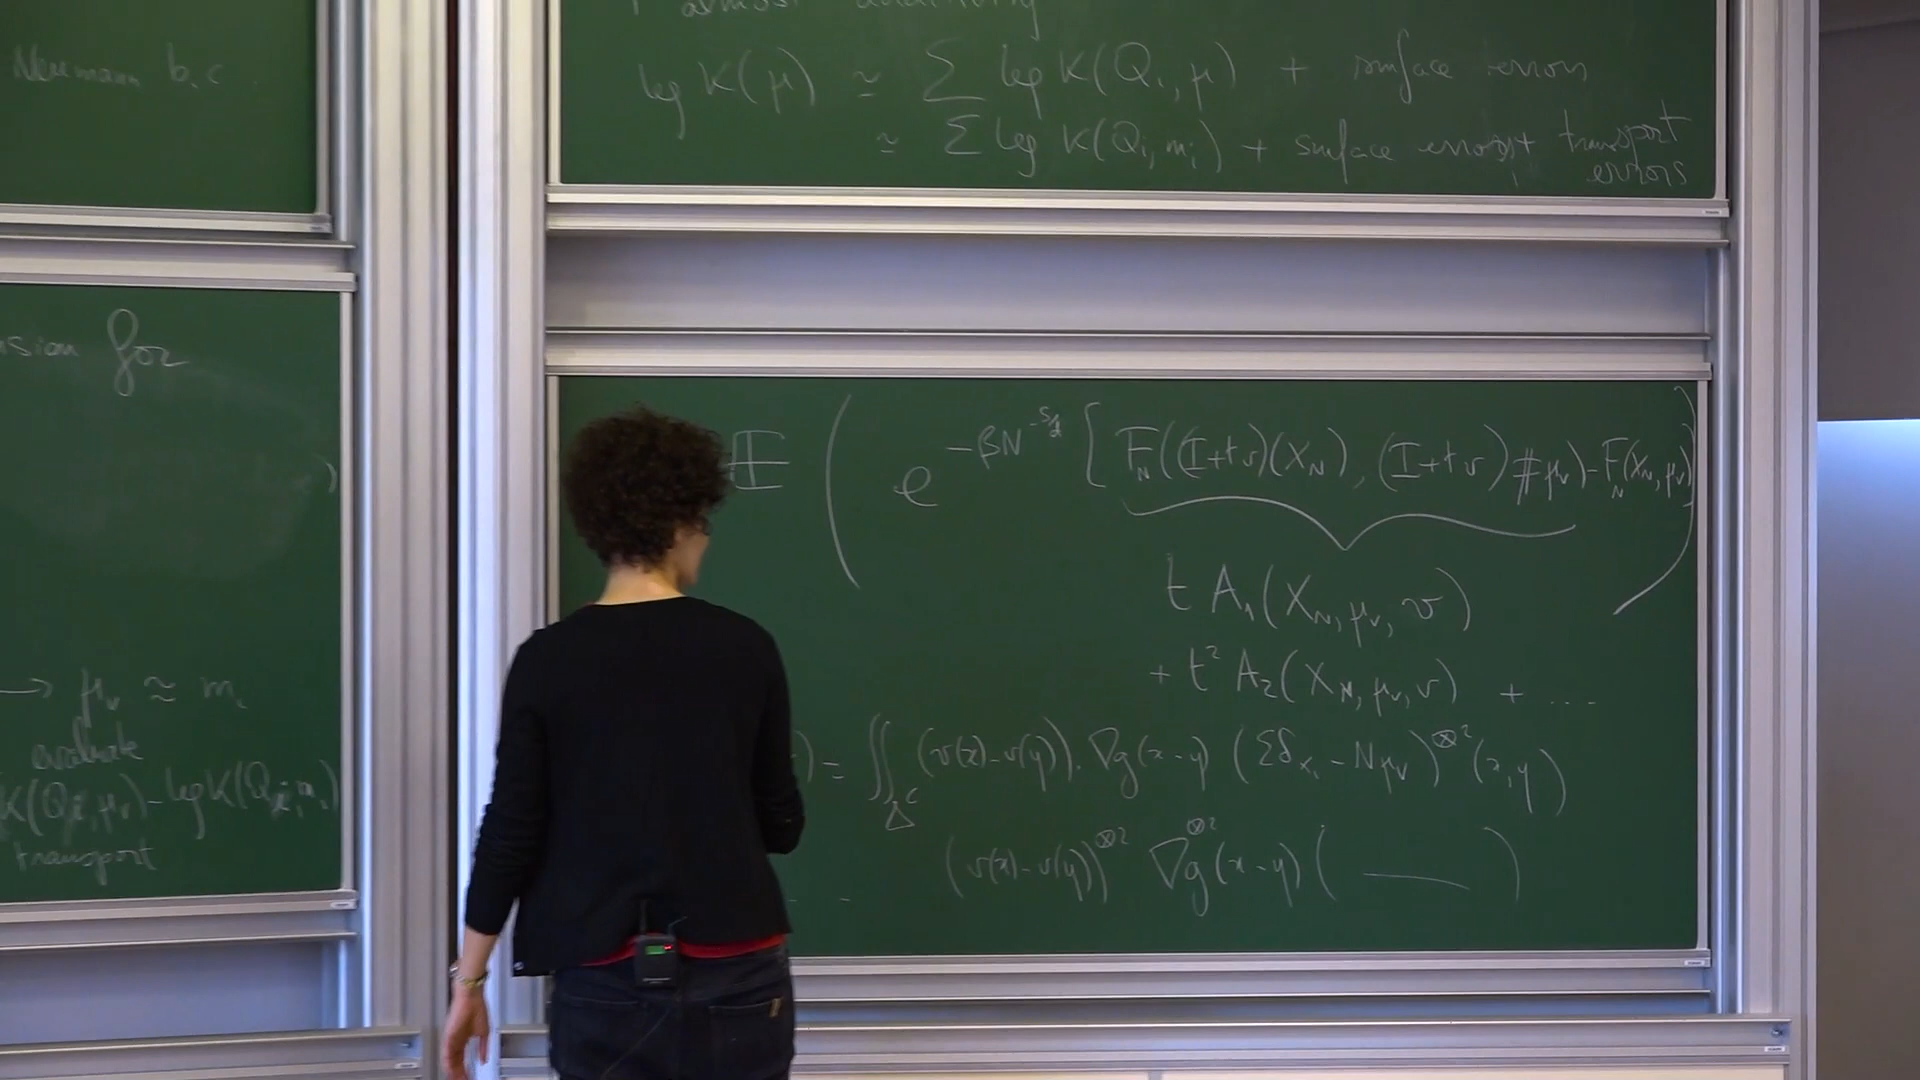 Neumann b.c.
for
→ μ_v ≃ m_i
evaluate
K(Q_i, μ_v) - log K(Q_i, m_i)
transport
almost additivity
log K(μ) ≃ Σ log K(Q_i, μ) + surface errors
≃ Σ log K(Q_i, m_i) + surface errors + transport errors
𝔼 ( e^{-βN^{-s/d} [ F_N((I+tv)(X_N), (I+tv)#μ_v) - F_N(X_N, μ_v) ]} )
t A_1(X_N, μ_v, v)
+ t² A_2(X_N, μ_v, v) + ...
) = ∬_{Δ^c} (v(x)-v(y)) . ∇g(x-y) (Σδ_{x_i} - Nμ_v)^{⊗2}(x,y)
(v(x)-v(y))^{⊗2} ∇^{⊗2}g(x-y) ( — )